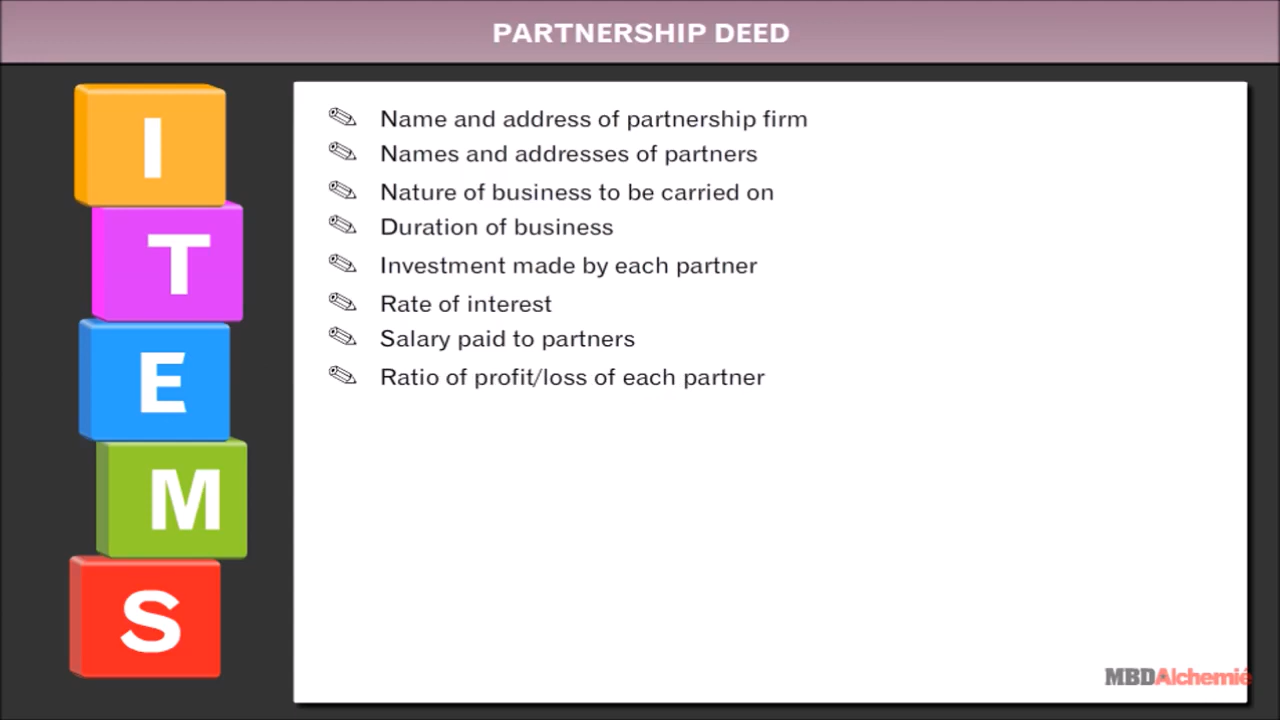 PARTNERSHIP DEED
I
T
E
M
S
Name and address of partnership firm
Names and addresses of partners
Nature of business to be carried on
Duration of business
Investment made by each partner
Rate of interest
Salary paid to partners
Ratio of profit/loss of each partner
MBDAlchemié